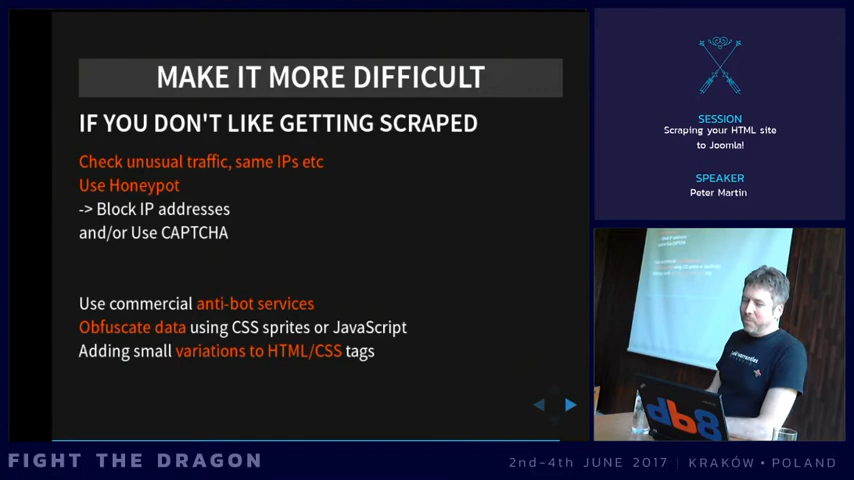 MAKE IT MORE DIFFICULT
IF YOU DON'T LIKE GETTING SCRAPED
Check unusual traffic, same IPs etc
Use Honeypot
-> Block IP addresses
and/or Use CAPTCHA
Use commercial anti-bot services
Obfuscate data using CSS sprites or JavaScript
Adding small variations to HTML/CSS tags
SESSION
Scraping your HTML site
to Joomla!
SPEAKER
Peter Martin
db8
FIGHT THE DRAGON
2nd-4th JUNE 2017 | KRAKÓW • POLAND